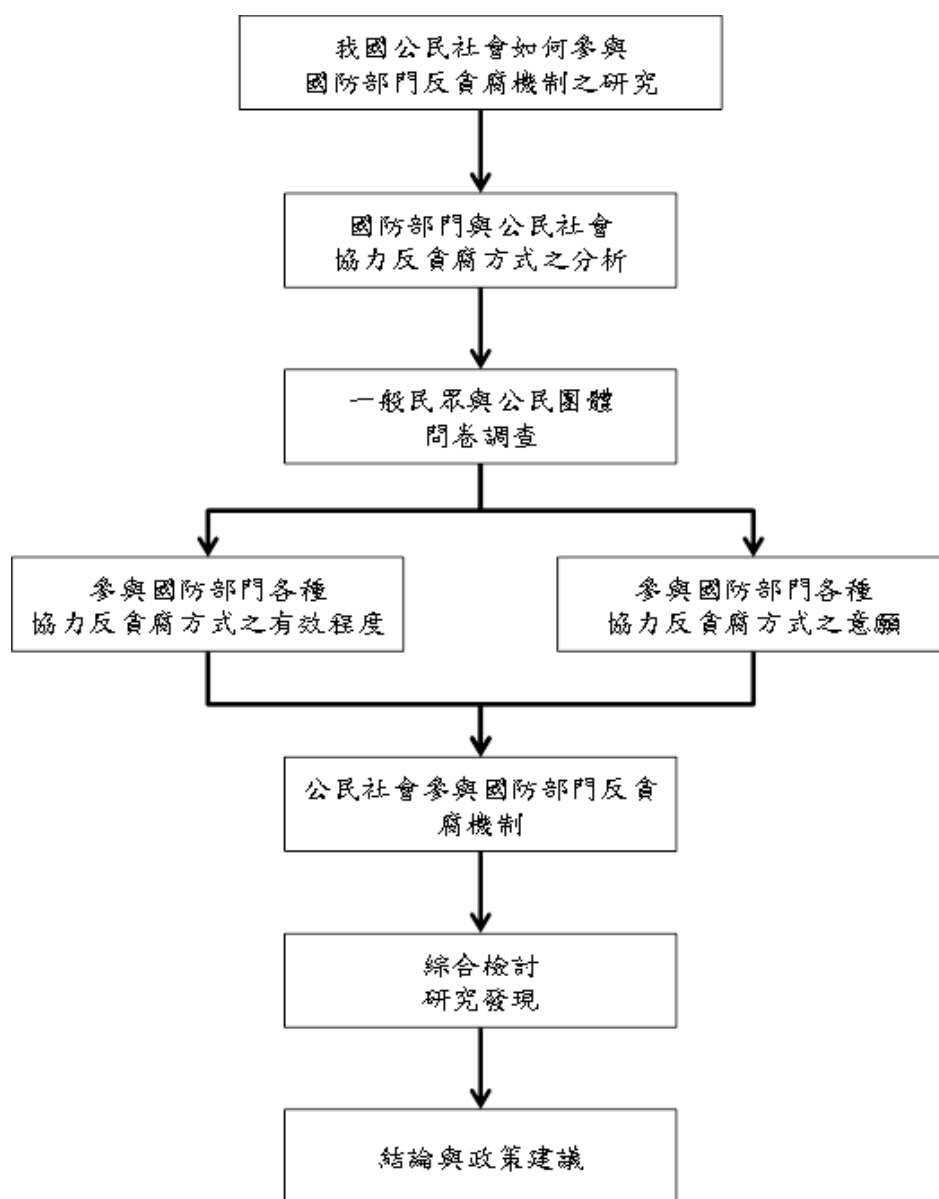 我國公民社會如何參與
國防部門反貪腐機制之研究
國防部門與公民社會
協力反貪腐方式之分析
一般民眾與公民團體
問卷調查
參與國防部門各種
協力反貪腐方式之有效程度
參與國防部門各種
協力反貪腐方式之意願
公民社會參與國防部門反貪
腐機制
綜合檢討
研究發現
結論與政策建議